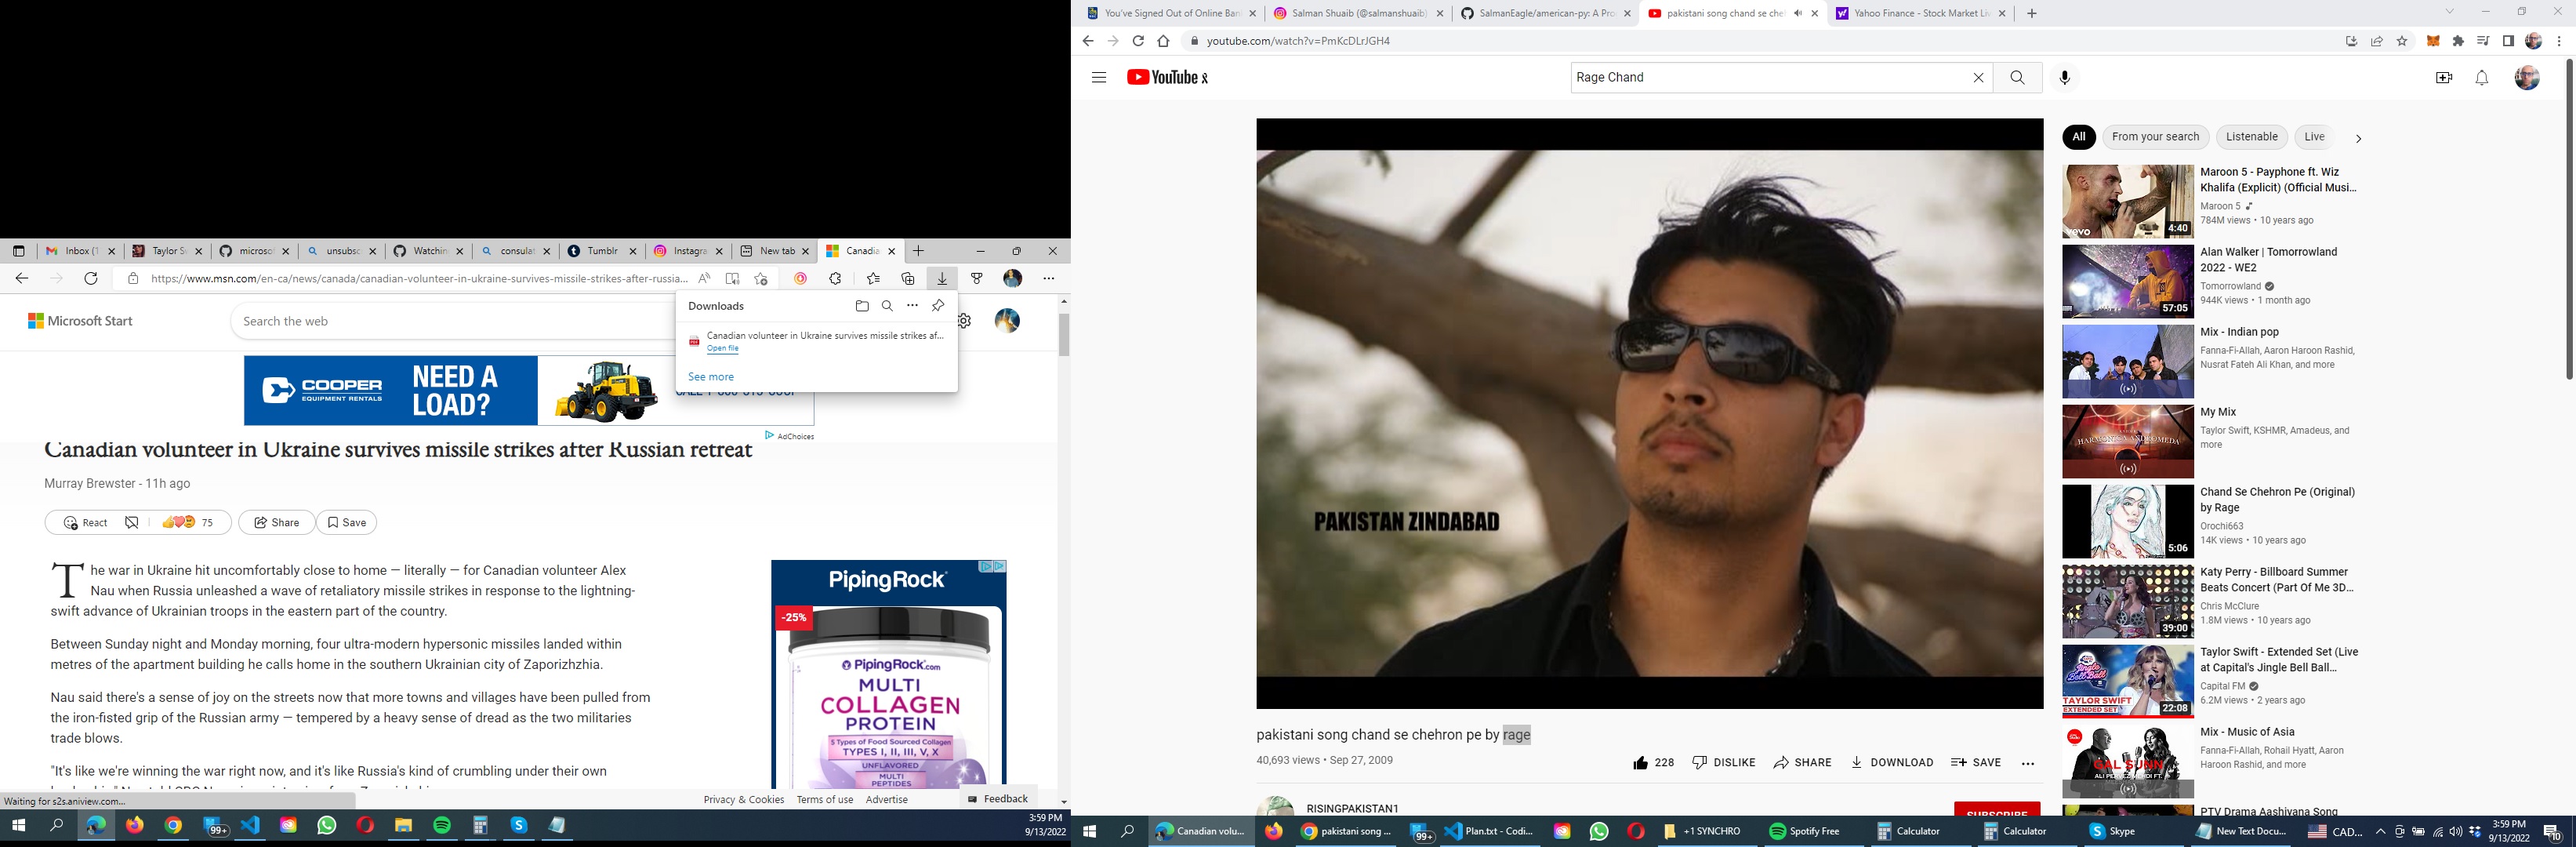 Inbox (1
Taylor S
microso
unsubsc
Watchin
consulat
Tumblr
Instagra
New tab
Canadia
https://www.msn.com/en-ca/news/canada/canadian-volunteer-in-ukraine-survives-missile-strikes-after-russia...
Microsoft Start
Search the web
Downloads
Canadian volunteer in Ukraine survives missile strikes af...
Open file
See more
COOPER
EQUIPMENT RENTALS
NEED A
LOAD?
AdChoices
Canadian volunteer in Ukraine survives missile strikes after Russian retreat
Murray Brewster - 11h ago
React
75
Share
Save
The war in Ukraine hit uncomfortably close to home — literally — for Canadian volunteer Alex
Nau when Russia unleashed a wave of retaliatory missile strikes in response to the lightning-
swift advance of Ukrainian troops in the eastern part of the country.
Between Sunday night and Monday morning, four ultra-modern hypersonic missiles landed within
metres of the apartment building he calls home in the southern Ukrainian city of Zaporizhzhia.
Nau said there's a sense of joy on the streets now that more towns and villages have been pulled from
the iron-fisted grip of the Russian army — tempered by a heavy sense of dread as the two militaries
trade blows.
"It's like we're winning the war right now, and it's like Russia's kind of crumbling under their own
PipingRock
-25%
PipingRock.com
MULTI
COLLAGEN
PROTEIN
5 Types of Food Sourced Collagen
TYPES I, II, III, V, X
UNFLAVORED
MULTI
PEPTIDES
Waiting for s2s.aniview.com...
Privacy & Cookies
Terms of use
Advertise
Feedback
99+
3:59 PM
9/13/2022
You've Signed Out of Online Ban
Salman Shuaib (@salmanshuaib)
SalmanEagle/american-py: A Pro
pakistani song chand se che
Yahoo Finance - Stock Market Li
youtube.com/watch?v=PmKcDLrJGH4
YouTube
Rage Chand
PAKISTAN ZINDABAD
pakistani song chand se chehron pe by rage
40,693 views • Sep 27, 2009
228
DISLIKE
SHARE
DOWNLOAD
SAVE
RISINGPAKISTAN1
SUBSCRIBE
All
From your search
Listenable
Live
vevo
4:40
Maroon 5 - Payphone ft. Wiz
Khalifa (Explicit) (Official Musi...
Maroon 5
784M views • 10 years ago
57:05
Alan Walker | Tomorrowland
2022 - WE2
Tomorrowland
944K views • 1 month ago
Mix - Indian pop
Fanna-Fi-Allah, Aaron Haroon Rashid,
Nusrat Fateh Ali Khan, and more
My Mix
Taylor Swift, KSHMR, Amadeus, and
more
5:06
Chand Se Chehron Pe (Original)
by Rage
Orochi663
14K views • 10 years ago
39:00
Katy Perry - Billboard Summer
Beats Concert (Part Of Me 3D...
Chris McClure
1.8M views • 10 years ago
TAYLOR SWIFT
EXTENDED SET
22:08
Taylor Swift - Extended Set (Live
at Capital's Jingle Bell Ball...
Capital FM
6.2M views • 2 years ago
GAL SUNN
Mix - Music of Asia
Fanna-Fi-Allah, Rohail Hyatt, Aaron
Haroon Rashid, and more
PTV Drama Aashiyana Song
Canadian volu...
pakistani song ...
99+
Plan.txt - Codi...
+1 SYNCHRO
Spotify Free
Calculator
Calculator
Skype
New Text Docu...
CAD...
3:59 PM
9/13/2022
10